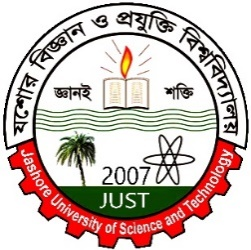 যশোর বিজ্ঞান ও প্রযুক্তি বিশ্ববিদ্যালয়
জ্ঞানই শক্তি
2007
JUST
Jashore University of Science and Technology